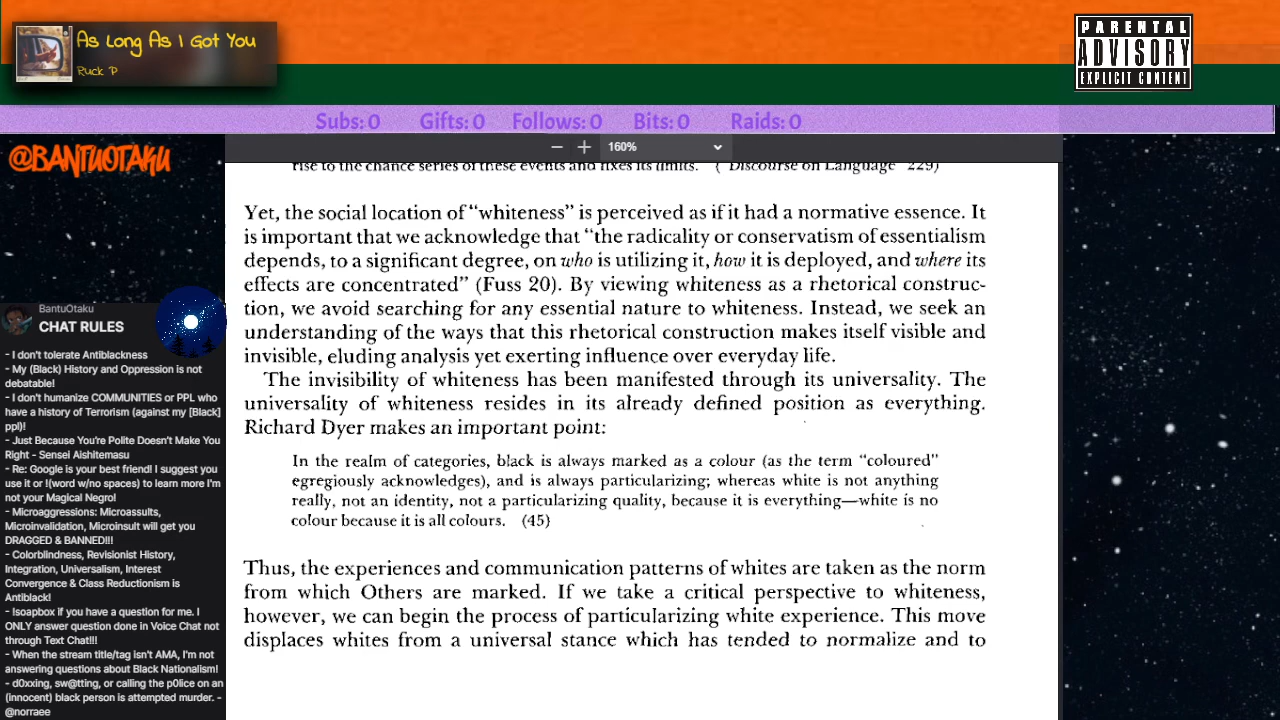 As Long As I Got You
Ruck P
PARENTAL
ADVISORY
EXPLICIT CONTENT
Subs: 0 Gifts: 0 Follows: 0 Bits: 0 Raids: 0
@BANTUOTAKU
160%
rise to the chance series of these events and fixes its limits. ("Discourse on Language" 229)
Yet, the social location of “whiteness” is perceived as if it had a normative essence. It
is important that we acknowledge that “the radicality or conservatism of essentialism
depends, to a significant degree, on who is utilizing it, how it is deployed, and where its
effects are concentrated” (Fuss 20). By viewing whiteness as a rhetorical construc-
tion, we avoid searching for any essential nature to whiteness. Instead, we seek an
understanding of the ways that this rhetorical construction makes itself visible and
invisible, eluding analysis yet exerting influence over everyday life.
The invisibility of whiteness has been manifested through its universality. The
universality of whiteness resides in its already defined position as everything.
Richard Dyer makes an important point:
In the realm of categories, black is always marked as a colour (as the term “coloured”
egregiously acknowledges), and is always particularizing; whereas white is not anything
really, not an identity, not a particularizing quality, because it is everything—white is no
colour because it is all colours. (45)
Thus, the experiences and communication patterns of whites are taken as the norm
from which Others are marked. If we take a critical perspective to whiteness,
however, we can begin the process of particularizing white experience. This move
displaces whites from a universal stance which has tended to normalize and to
BantuOtaku
CHAT RULES
- I don't tolerate Antiblackness
- My (Black) History and Oppression is not
debatable!
- I don't humanize COMMUNITIES or PPL who
have a history of Terrorism (against my [Black]
ppl)!
- Just Because You're Polite Doesn't Make You
Right - Sensei Aishitemasu
- Re: Google is your best friend! I suggest you
use it or !(word w/no spaces) to learn more I'm
not your Magical Negro!
- Microaggressions: Microassults,
Microinvalidation, Microinsult will get you
DRAGGED & BANNED!!!
- Colorblindness, Revisionist History,
Integration, Universalism, Interest
Convergence & Class Reductionism is
Antiblack!
- !soapbox if you have a question for me. I
ONLY answer question done in Voice Chat not
through Text Chat!!!
- When the stream title/tag isn't AMA, I'm not
answering questions about Black Nationalism!
- d0xxing, sw@tting, or calling the p0lice on an
(innocent) black person is attempted murder. -
@norraee